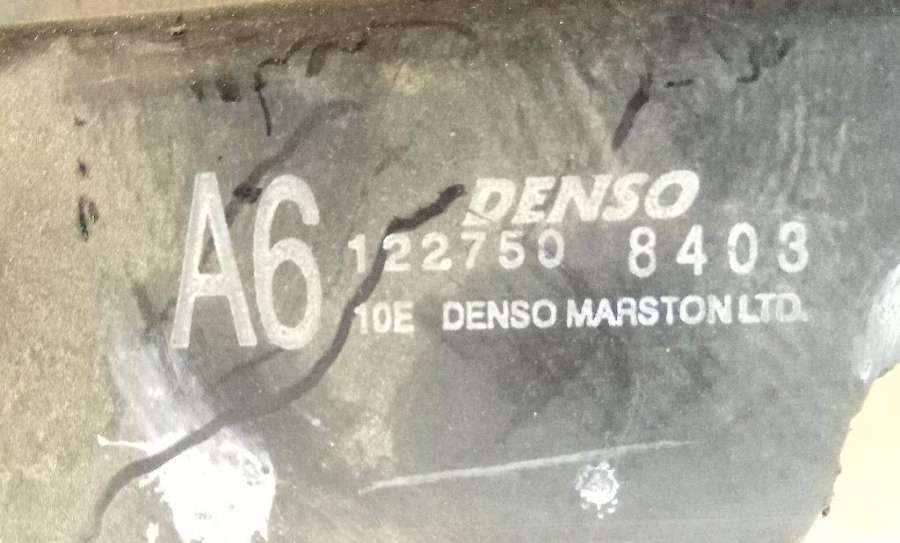 A6
DENSO
122750 8403
10E DENSO MARSTON LTD.